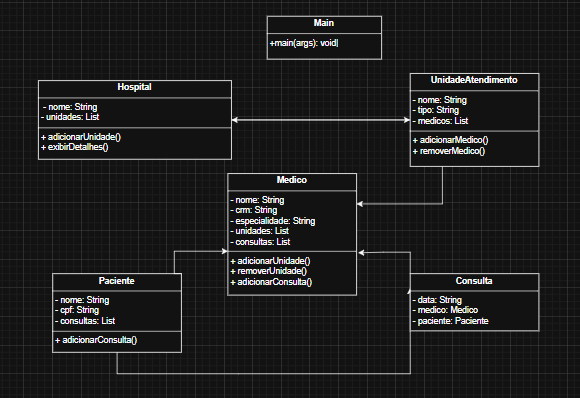 Main
+main(args): void|
Hospital
- nome: String
- unidades: List
+ adicionarUnidade()
+ exibirDetalhes()
UnidadeAtendimento
- nome: String
- tipo: String
- medicos: List
+ adicionarMedico()
+ removerMedico()
Medico
- nome: String
- crm: String
- especialidade: String
- unidades: List
- consultas: List
+ adicionarUnidade()
+ removerUnidade()
+ adicionarConsulta()
Paciente
- nome: String
- cpf: String
- consultas: List
+ adicionarConsulta()
Consulta
- data: String
- medico: Medico
- paciente: Paciente